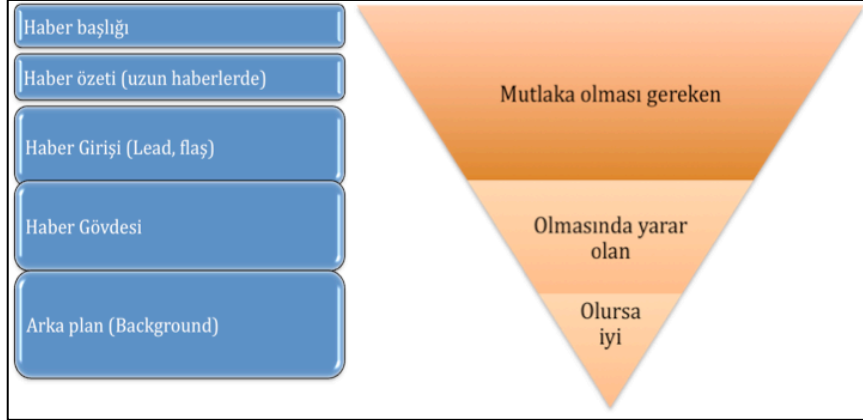 Haber başlığı
Haber özeti (uzun haberlerde)
Haber Girişi (Lead, flaş)
Haber Gövdesi
Arka plan (Background)
Mutlaka olması gereken
Olmasında yarar
olan
Olursa
iyi